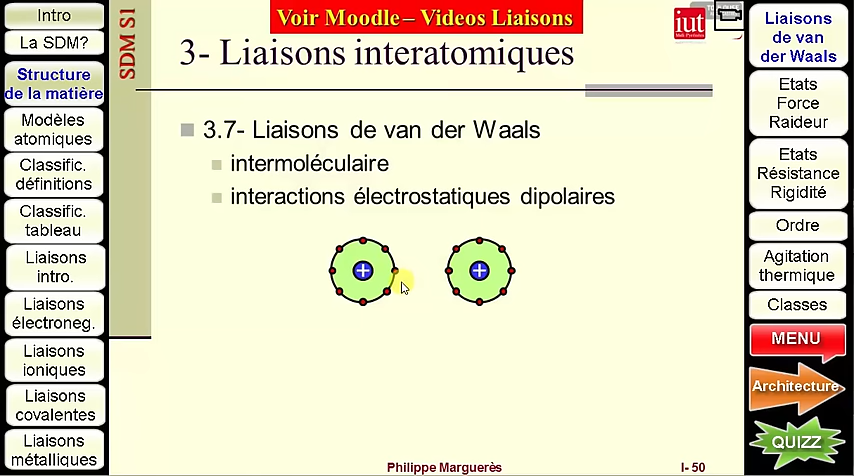 Intro
La SDM?
Structure
de la matière
Modèles
atomiques
Classific.
définitions
Classific.
tableau
Liaisons
intro.
Liaisons
électroneg.
Liaisons
ioniques
Liaisons
covalentes
Liaisons
métalliques
SDM S1
Voir Moodle – Videos Liaisons
iut
3- Liaisons interatomiques
3.7- Liaisons de van der Waals
intermoléculaire
interactions électrostatiques dipolaires
+
+
Philippe Marguerès
I- 50
Liaisons
de van
der Waals
Etats
Force
Raideur
Etats
Résistance
Rigidité
Ordre
Agitation
thermique
Classes
MENU
Architecture
QUIZZ